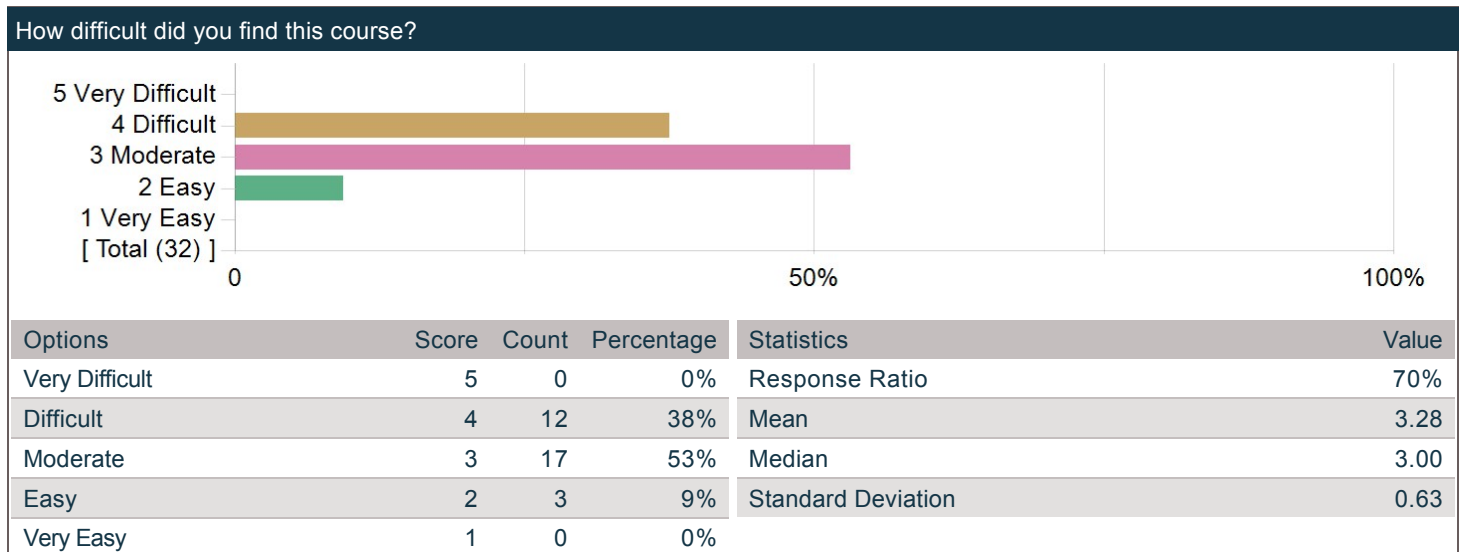 How difficult did you find this course?
5 Very Difficult
4 Difficult
3 Moderate
2 Easy
1 Very Easy
[ Total (32) ]
0 50% 100%
Options Score Count Percentage
Very Difficult 5 0 0%
Difficult 4 12 38%
Moderate 3 17 53%
Easy 2 3 9%
Very Easy 1 0 0%
Statistics Value
Response Ratio 70%
Mean 3.28
Median 3.00
Standard Deviation 0.63